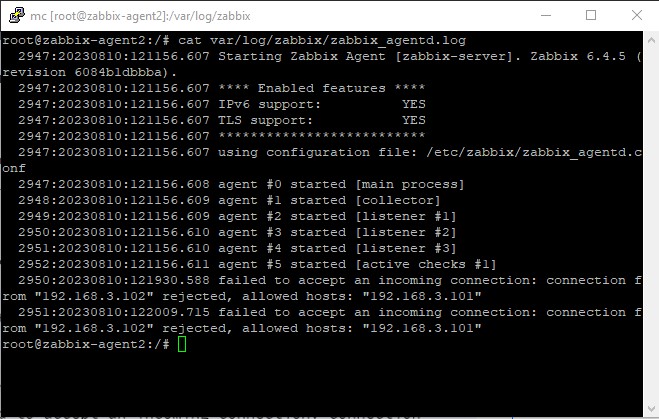 mc [root@zabbix-agent2]:/var/log/zabbix
root@zabbix-agent2:/# cat var/log/zabbix/zabbix_agentd.log
2947:20230810:121156.607 Starting Zabbix Agent [zabbix-server]. Zabbix 6.4.5 (
revision 6084b1dbbba).
2947:20230810:121156.607 **** Enabled features ****
2947:20230810:121156.607 IPv6 support:          YES
2947:20230810:121156.607 TLS support:           YES
2947:20230810:121156.607 **************************
2947:20230810:121156.607 using configuration file: /etc/zabbix/zabbix_agentd.c
onf
2947:20230810:121156.608 agent #0 started [main process]
2948:20230810:121156.609 agent #1 started [collector]
2949:20230810:121156.609 agent #2 started [listener #1]
2950:20230810:121156.610 agent #3 started [listener #2]
2951:20230810:121156.610 agent #4 started [listener #3]
2952:20230810:121156.611 agent #5 started [active checks #1]
2950:20230810:121930.588 failed to accept an incoming connection: connection f
rom "192.168.3.102" rejected, allowed hosts: "192.168.3.101"
2951:20230810:122009.715 failed to accept an incoming connection: connection f
rom "192.168.3.102" rejected, allowed hosts: "192.168.3.101"
root@zabbix-agent2:/#